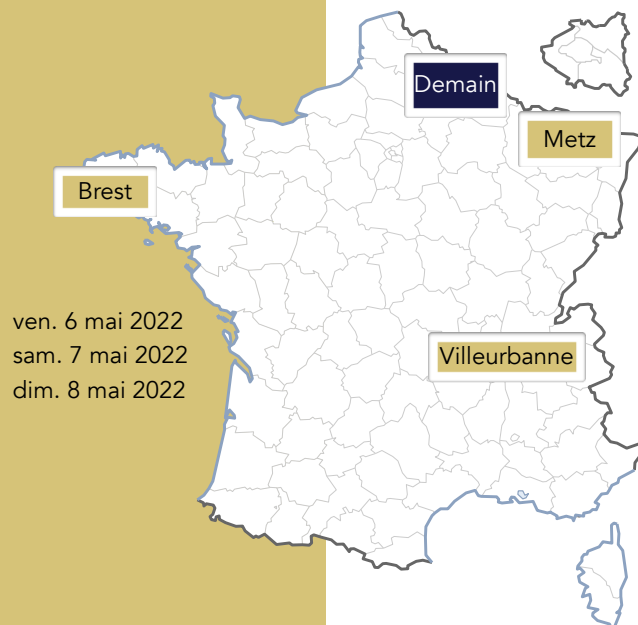 Demain
Metz
Brest
ven. 6 mai 2022
sam. 7 mai 2022
dim. 8 mai 2022
Villeurbanne